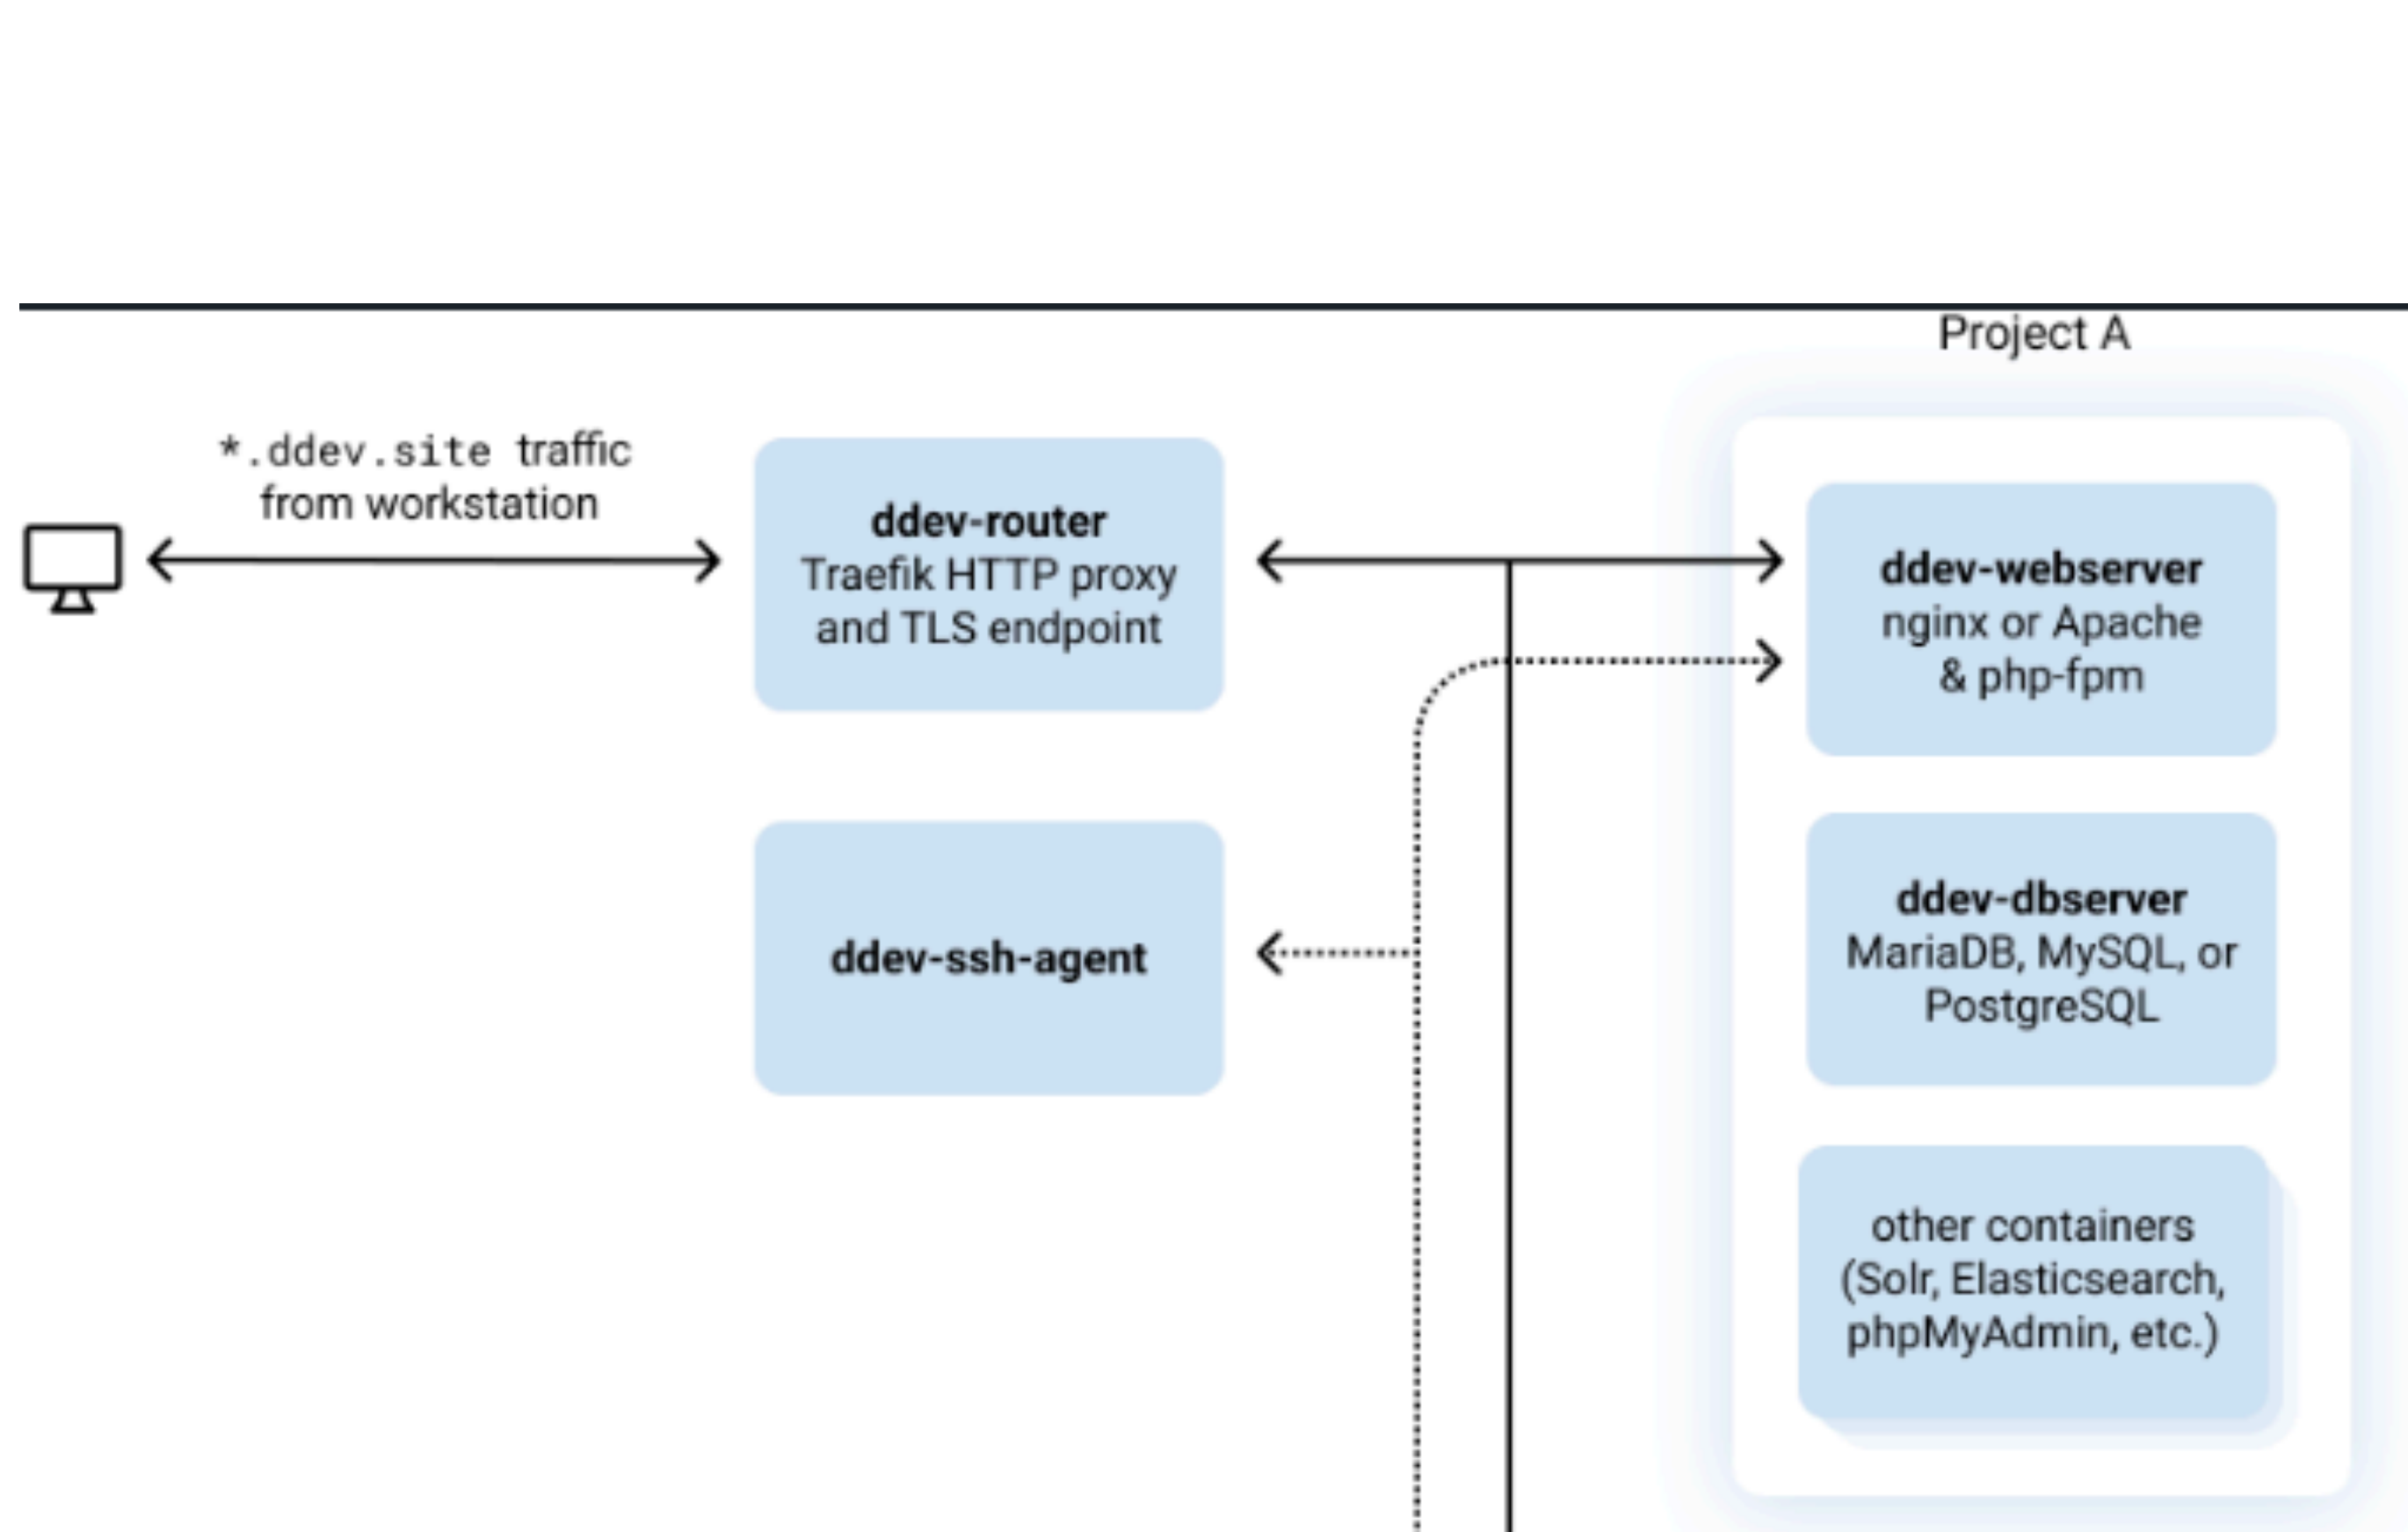 Project A
*.ddev.site traffic
from workstation
ddev-router
Traefik HTTP proxy
and TLS endpoint
ddev-webserver
nginx or Apache
& php-fpm
ddev-ssh-agent
ddev-dbserver
MariaDB, MySQL, or
PostgreSQL
other containers
(Solr, Elasticsearch,
phpMyAdmin, etc.)